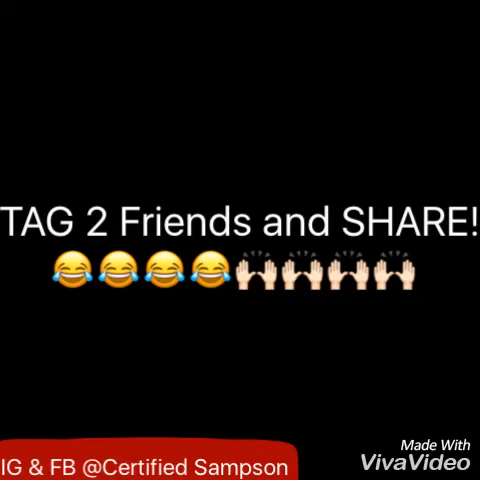 TAG 2 Friends and SHARE!
😂😂😂😂🙌🏻🙌🏻🙌🏻🙌🏻
Made With
VivaVideo
IG & FB @Certified Sampson